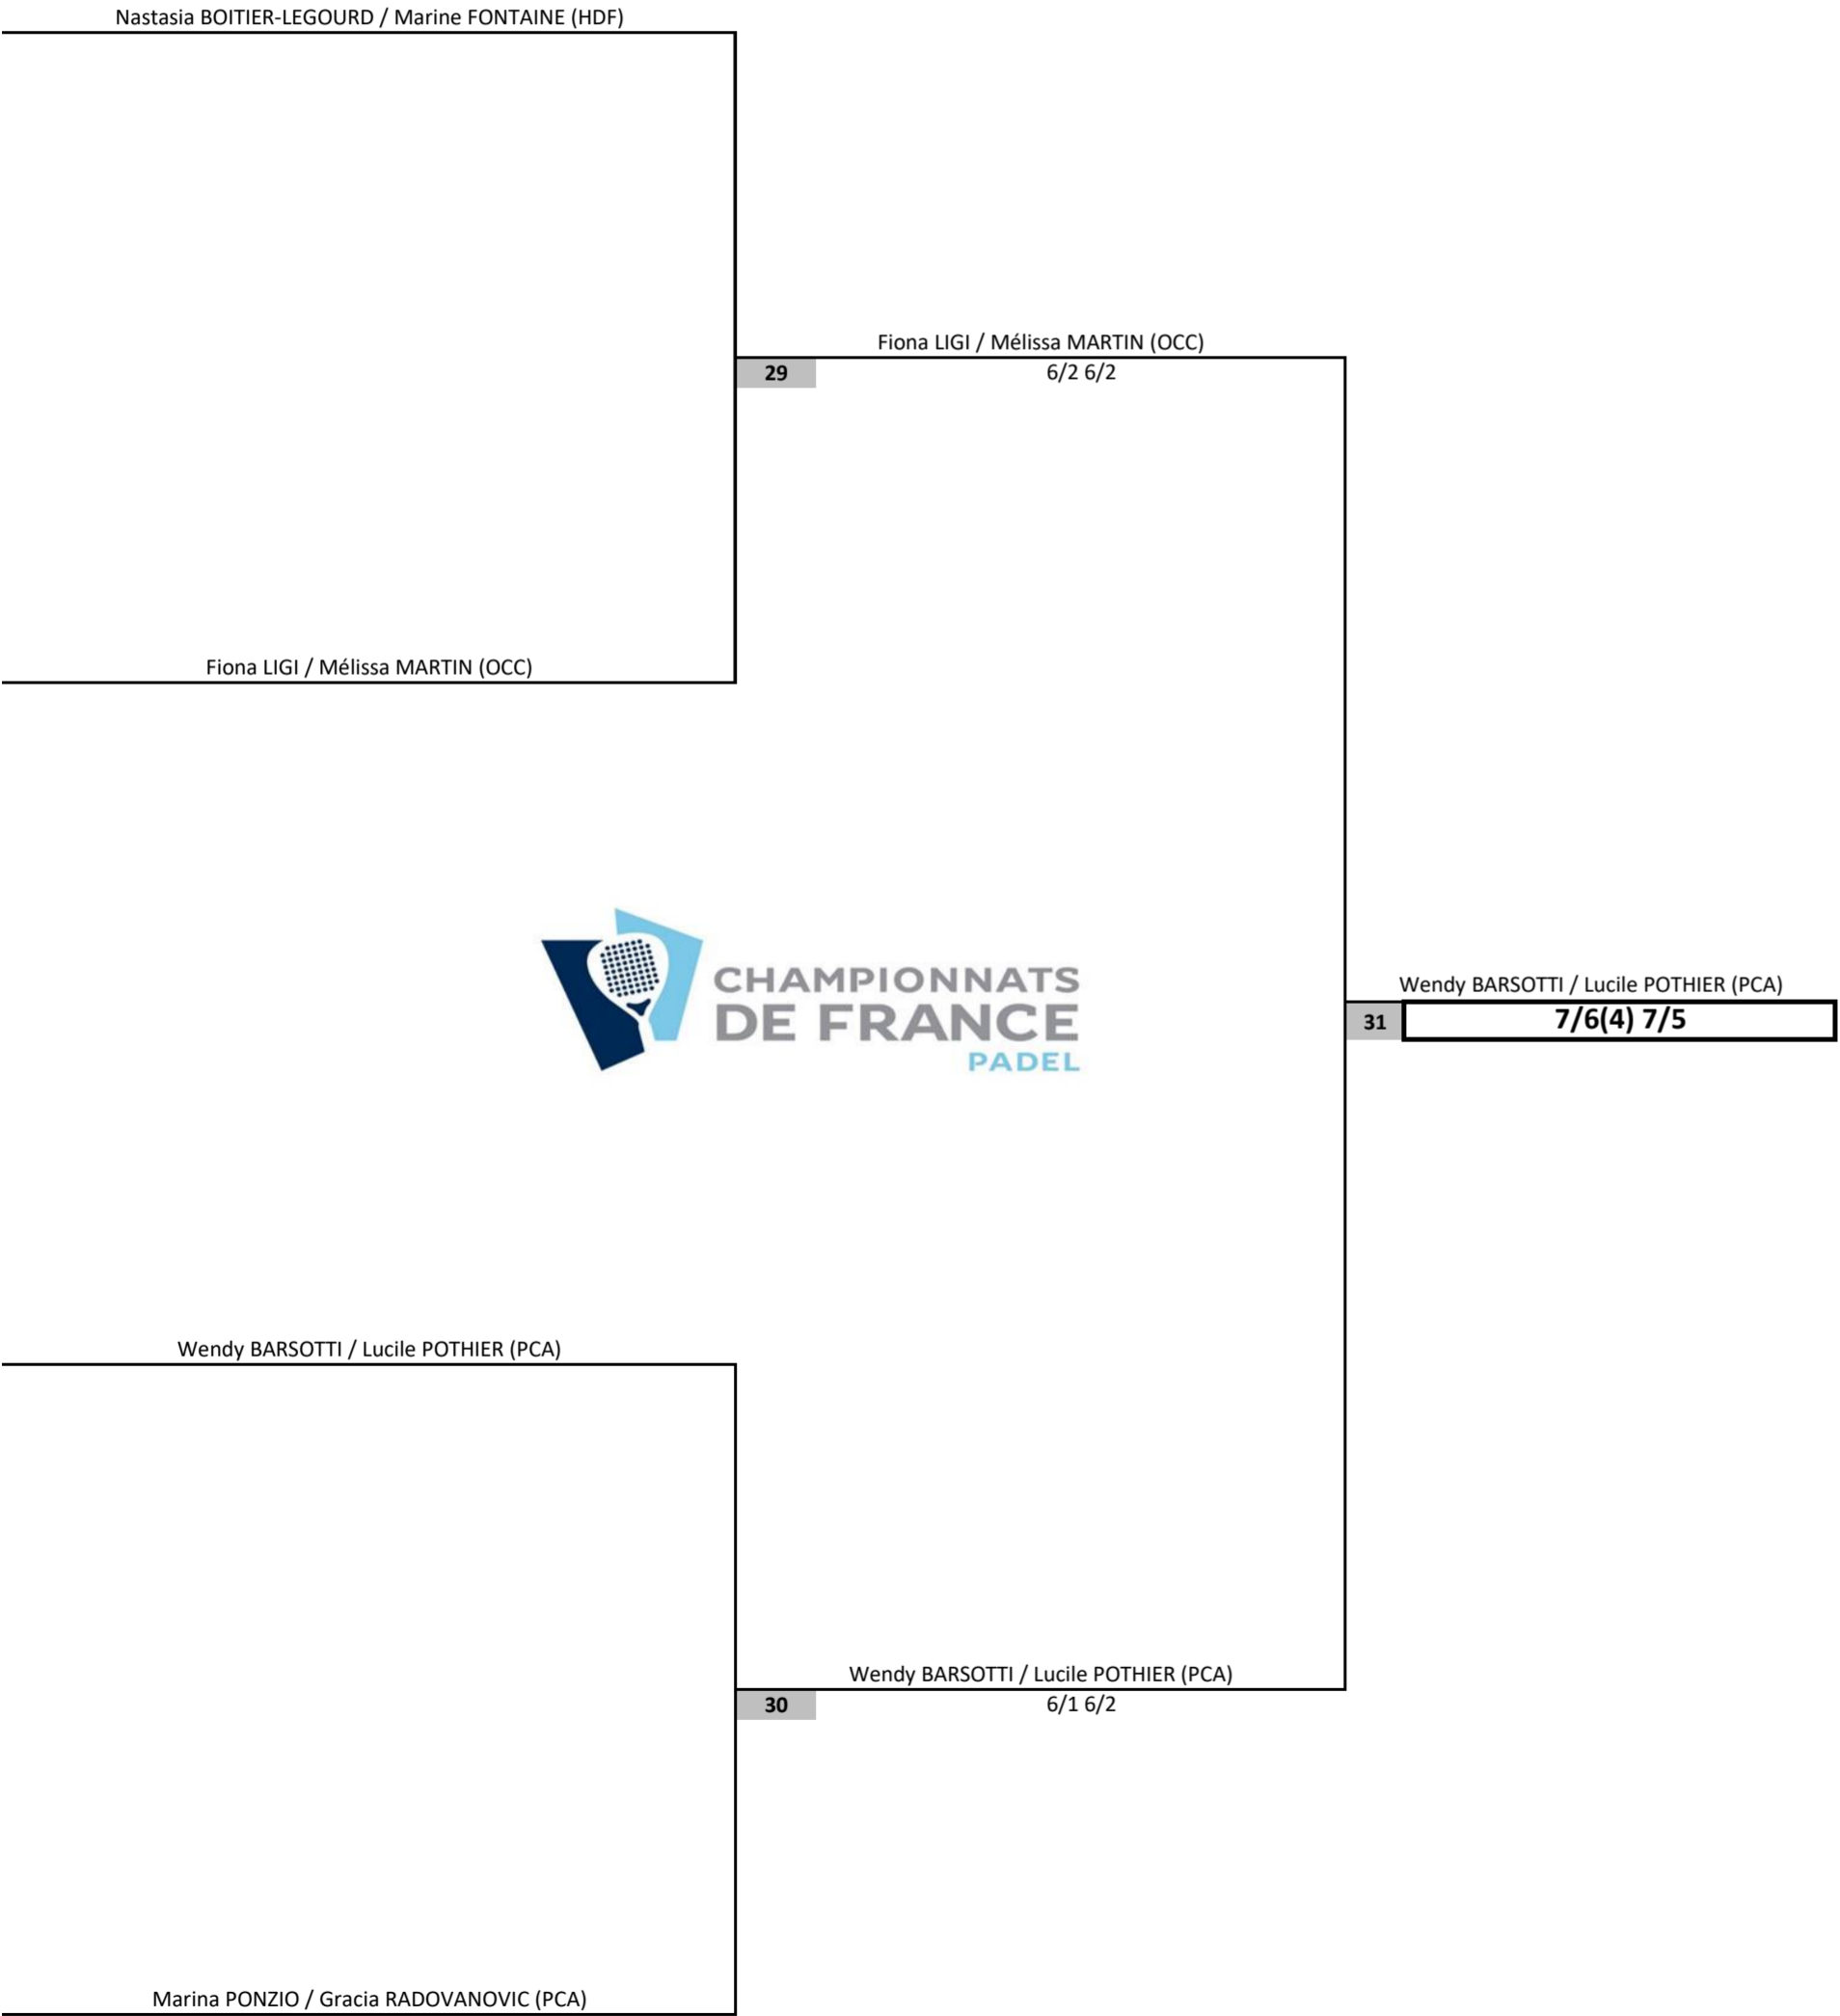 Nastasia BOITIER-LEGOURD / Marine FONTAINE (HDF)
Fiona LIGI / Mélissa MARTIN (OCC)
29
6/2 6/2
Fiona LIGI / Mélissa MARTIN (OCC)
CHAMPIONNATS
DE FRANCE
PADEL
Wendy BARSOTTI / Lucile POTHIER (PCA)
31
7/6(4) 7/5
Wendy BARSOTTI / Lucile POTHIER (PCA)
Wendy BARSOTTI / Lucile POTHIER (PCA)
30
6/1 6/2
Marina PONZIO / Gracia RADOVANOVIC (PCA)